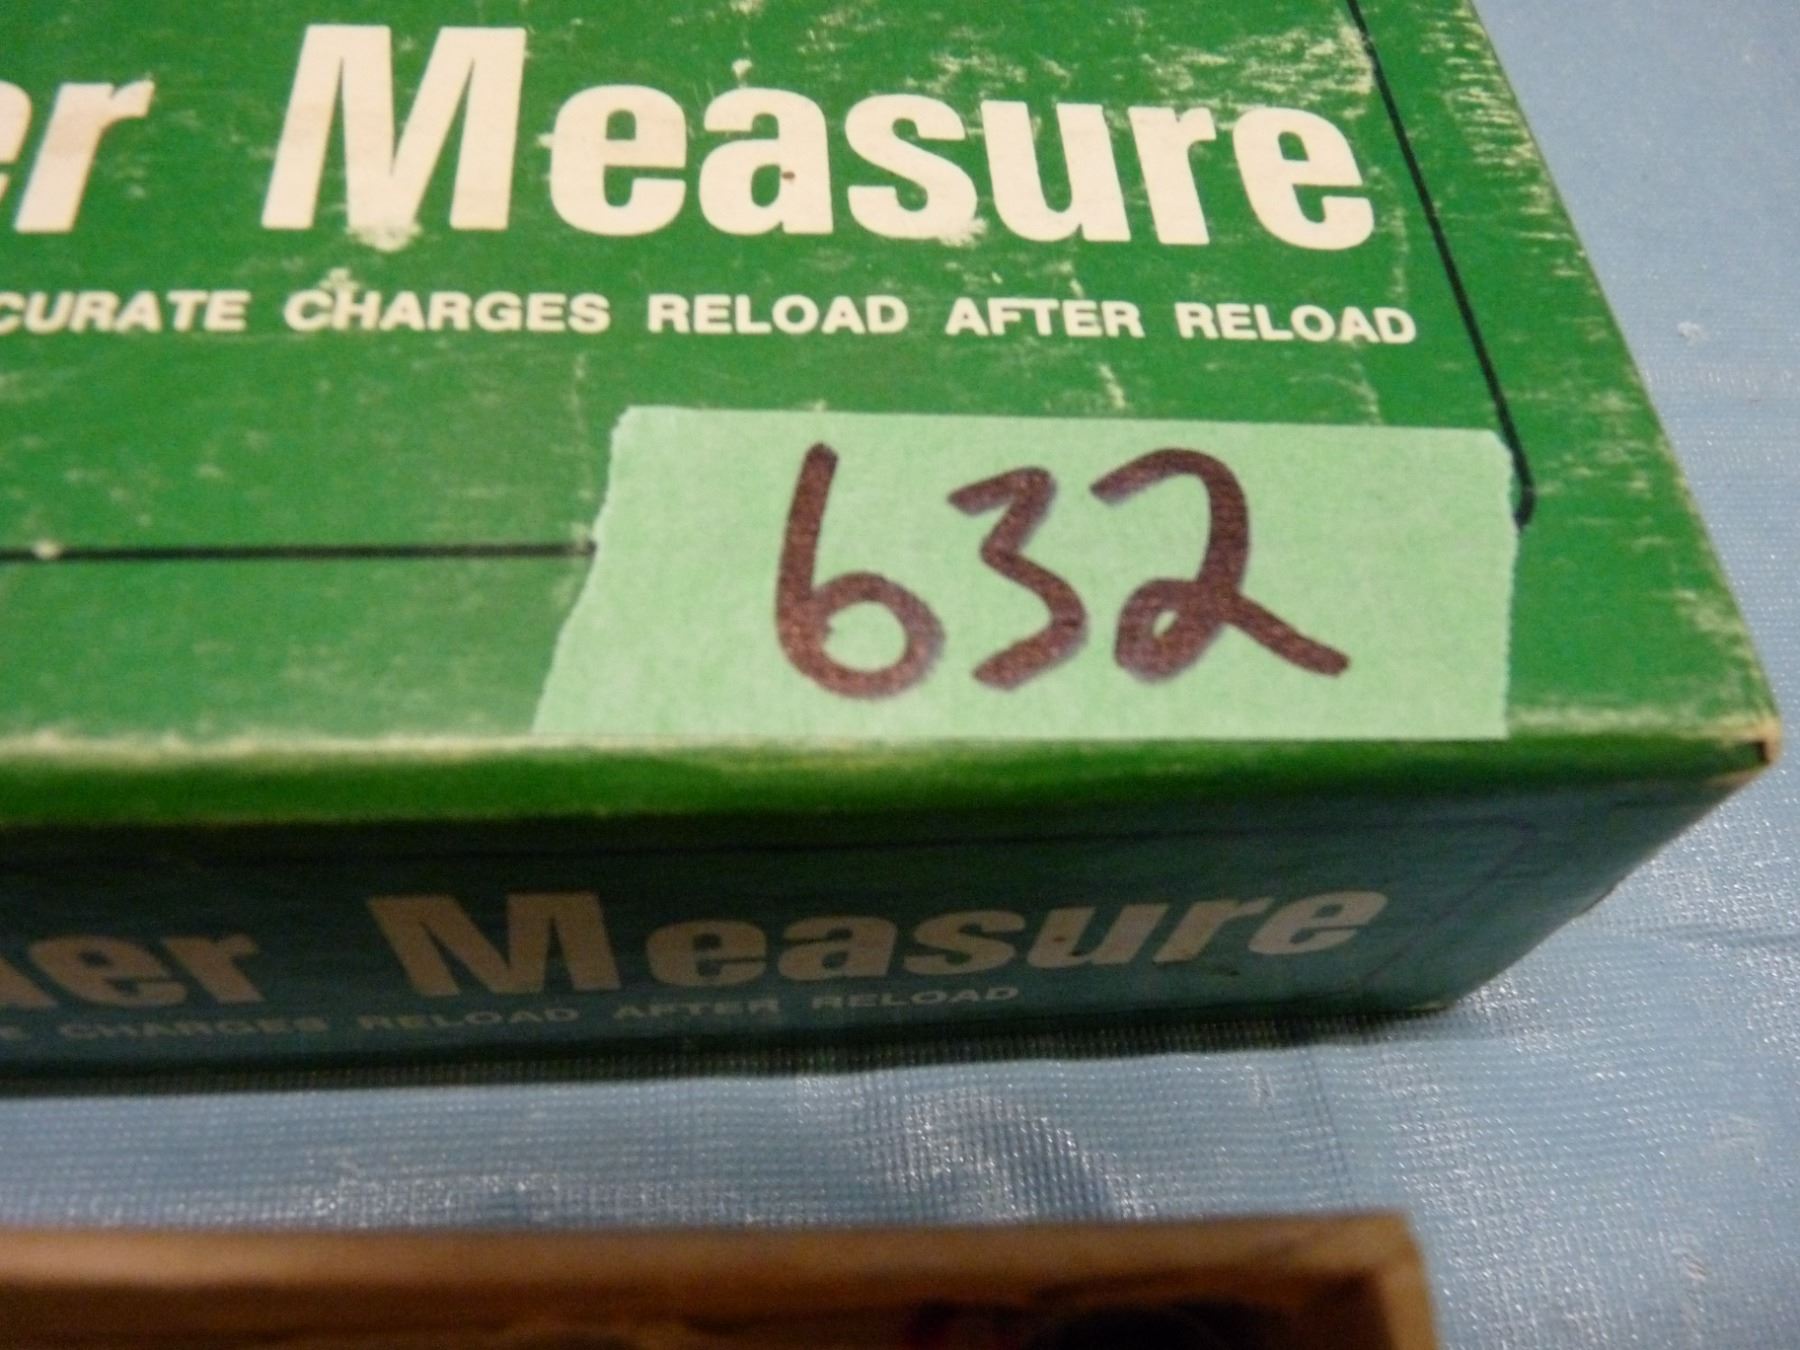 er Measure
CURATE CHARGES RELOAD AFTER RELOAD
632
er Measure
CHARGES RELOAD AFTER RELOAD